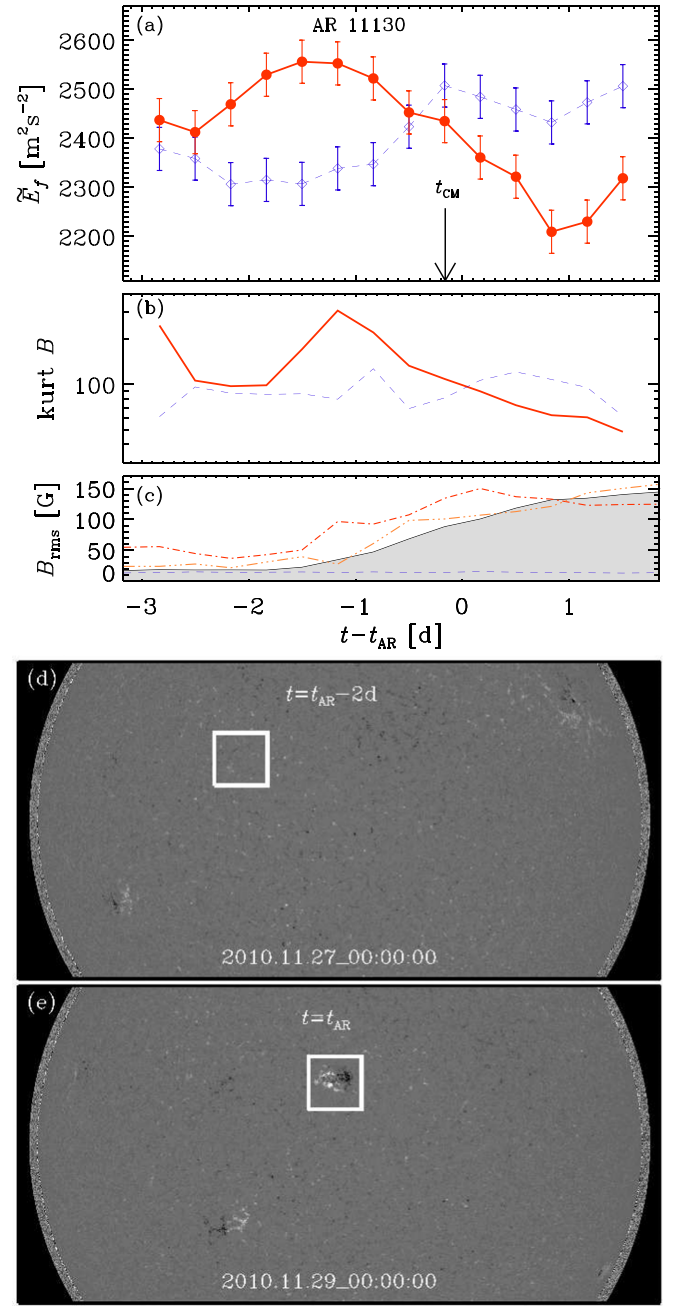 (a) AR 11130
2600
2500
2400
2300
2200
Ẽf [m²s⁻²]
tCM
(b)
100
kurt B
(c)
150
100
50
0
Brms [G]
-3 -2 -1 0 1
t-tAR [d]
(d)
t=tAR-2d
2010.11.27_00:00:00
(e)
t=tAR
2010.11.29_00:00:00